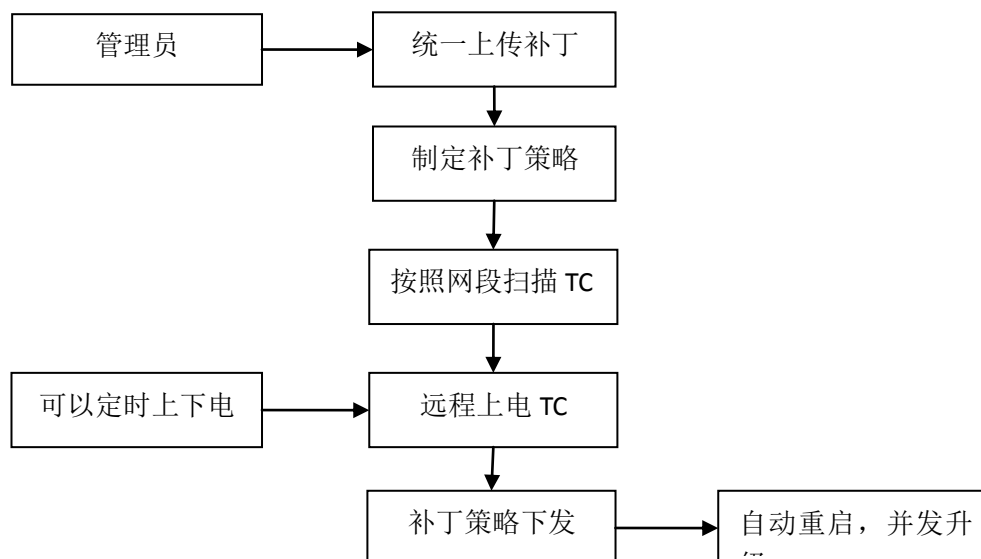 管理员
统一上传补丁
制定补丁策略
按照网段扫描 TC
可以定时上下电
远程上电 TC
补丁策略下发
自动重启，并发升